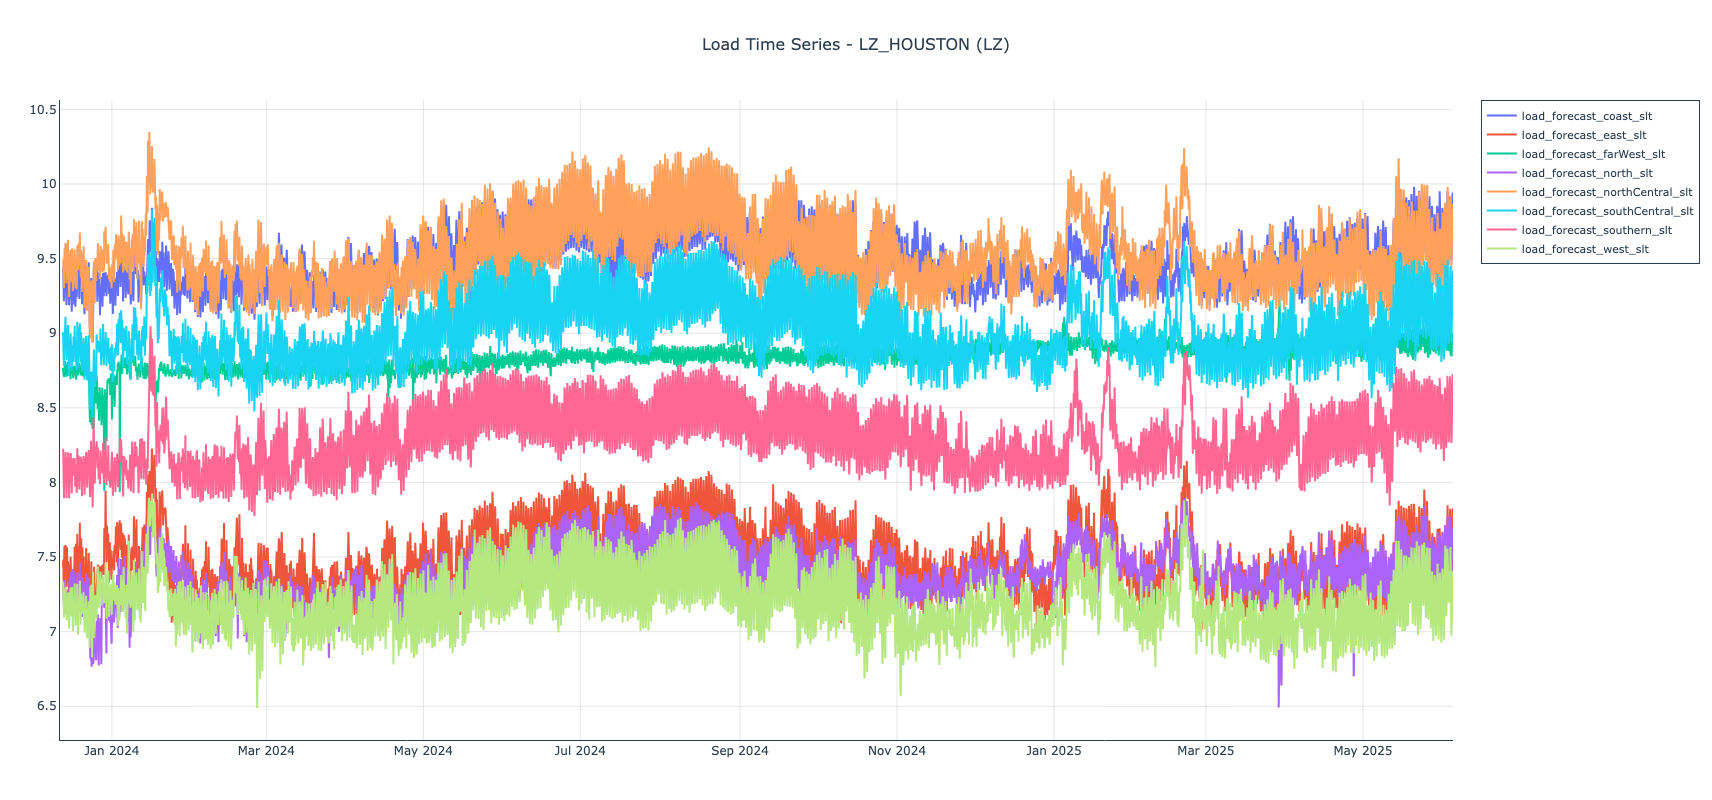 Load Time Series - LZ_HOUSTON (LZ)
10.5
10
9.5
9
8.5
8
7.5
7
6.5
Jan 2024
Mar 2024
May 2024
Jul 2024
Sep 2024
Nov 2024
Jan 2025
Mar 2025
May 2025
load_forecast_coast_slt
load_forecast_east_slt
load_forecast_farWest_slt
load_forecast_north_slt
load_forecast_northCentral_slt
load_forecast_southCentral_slt
load_forecast_southern_slt
load_forecast_west_slt